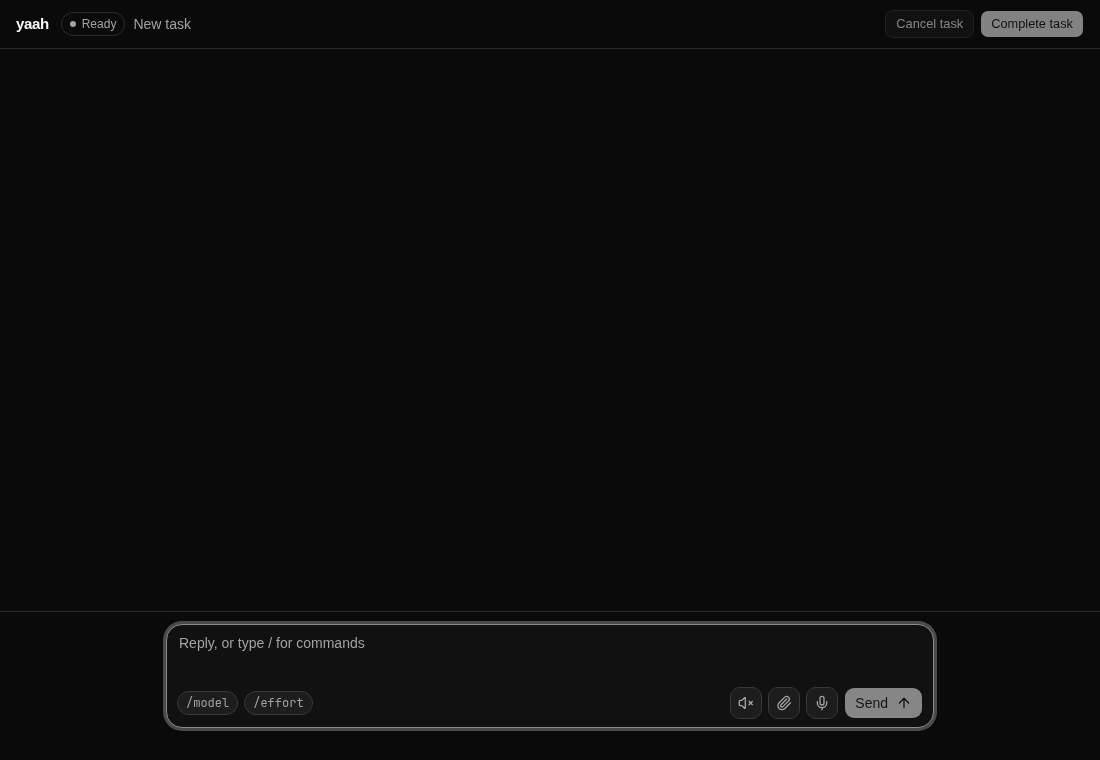 yaah
Ready
New task
Cancel task
Complete task
Reply, or type / for commands
/model
/effort
Send